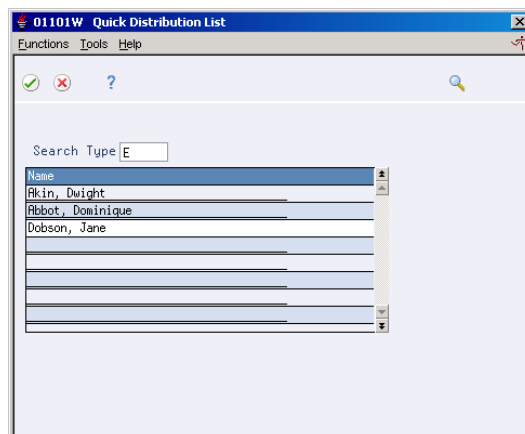 01101W Quick Distribution List
Functions Tools Help
?
Search Type E
Name
Akin, Dwight
Abbot, Dominique
Dobson, Jane